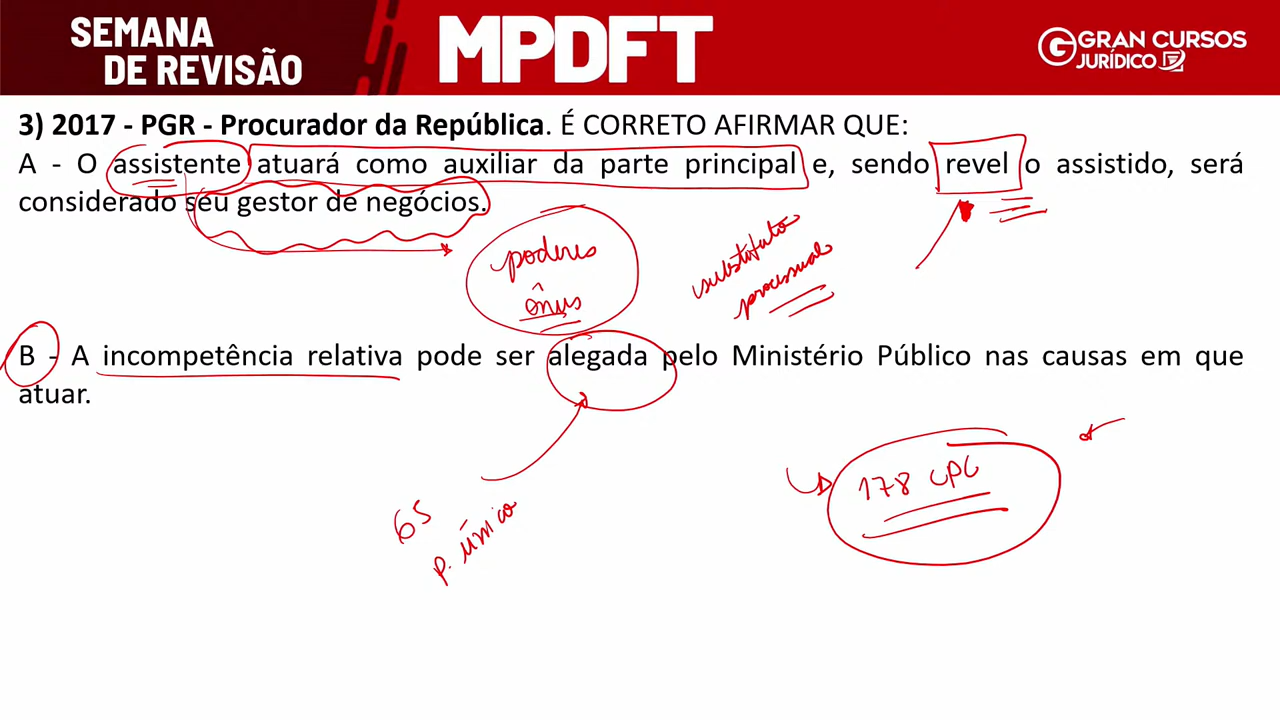 SEMANA
DE REVISÃO
MPDFT
GRAN CURSOS
JURÍDICO
3) 2017 - PGR - Procurador da República. É CORRETO AFIRMAR QUE:
A - O assistente atuará como auxiliar da parte principal e, sendo revel o assistido, será
considerado seu gestor de negócios.
poderes
ônus
substituto
processual
B - A incompetência relativa pode ser alegada pelo Ministério Público nas causas em que
atuar.
178 CPC
65
p. único